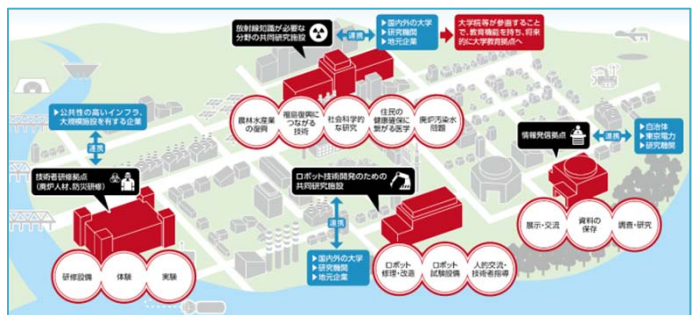 放射線知識が必要な
分野の共同研究施設
連携
▶国内外の大学
▶研究機関
▶地元企業
大学院等が参画すること
で、教育機能を持ち、将来
的に大学教育拠点へ
農林水産業
の復興
福島復興に
つながる
技術
社会科学的
な研究
住民の
健康確保に
繋がる医学
廃炉汚染水
問題
▶公共性の高いインフラ、
大規模施設を有する企業
連携
技術者研修拠点
(廃炉人材、防災研修)
研修設備
体験
実験
ロボット技術開発のための
共同研究施設
連携
▶国内外の大学
▶研究機関
▶地元企業
ロボット
修理・改造
ロボット
試験設備
人的交流・
技術者指導
情報発信拠点
連携
▶自治体
▶東京電力
▶研究機関
展示・交流
資料の
保存
調査・研究